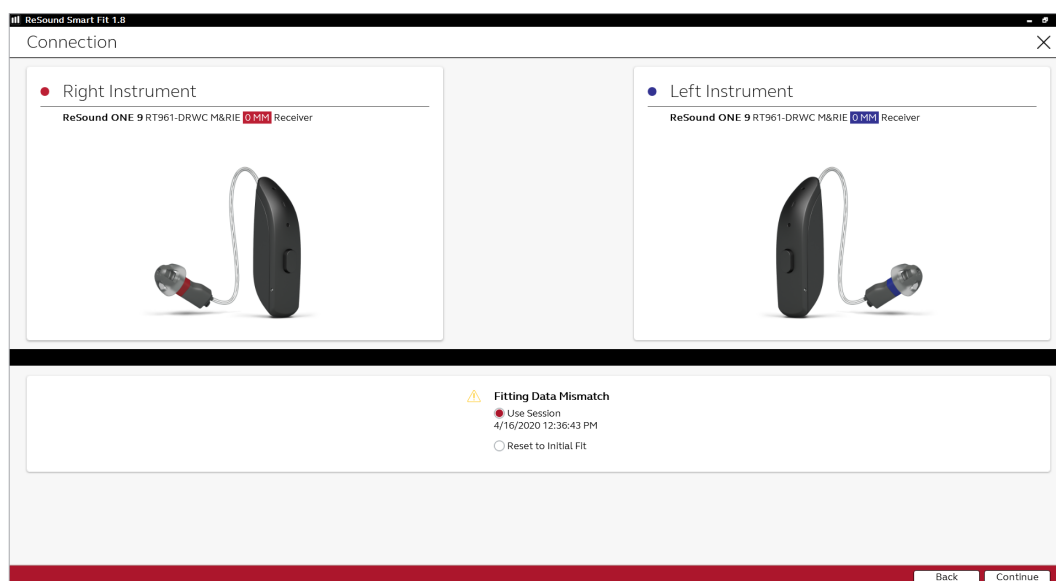 ReSound Smart Fit 1.8
Connection
Right Instrument
ReSound ONE 9 RT961-DRWC M&RIE 0 MM Receiver
Left Instrument
ReSound ONE 9 RT961-DRWC M&RIE 0 MM Receiver
Fitting Data Mismatch
Use Session
4/16/2020 12:36:43 PM
Reset to Initial Fit
Back
Continue